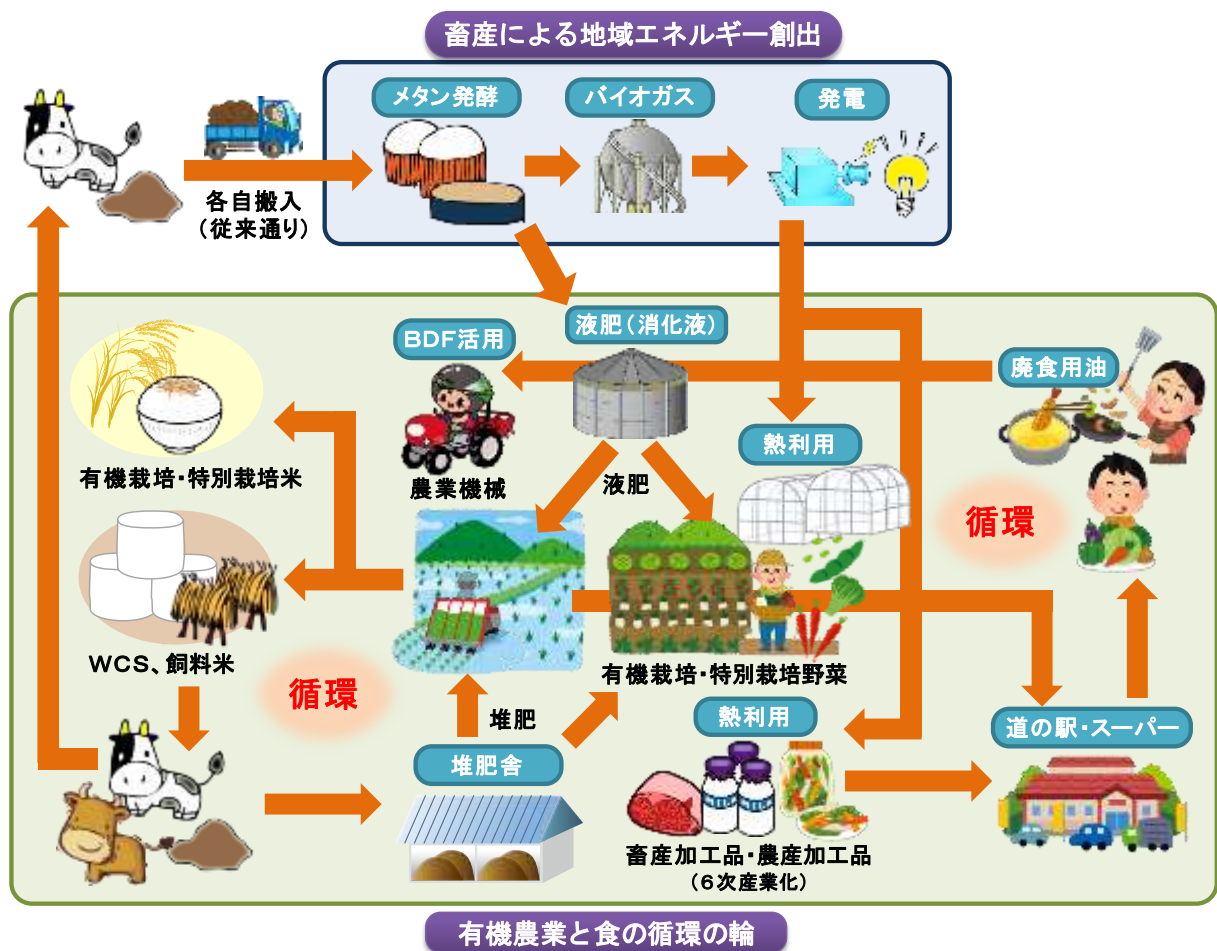 畜産による地域エネルギー創出
メタン発酵
バイオガス
発電
各自搬入
（従来通り）
液肥（消化液）
BDF活用
廃食用油
熱利用
有機栽培・特別栽培米
農業機械
液肥
循環
WCS、飼料米
有機栽培・特別栽培野菜
循環
堆肥
熱利用
道の駅・スーパー
堆肥舎
畜産加工品・農産加工品
（６次産業化）
有機農業と食の循環の輪